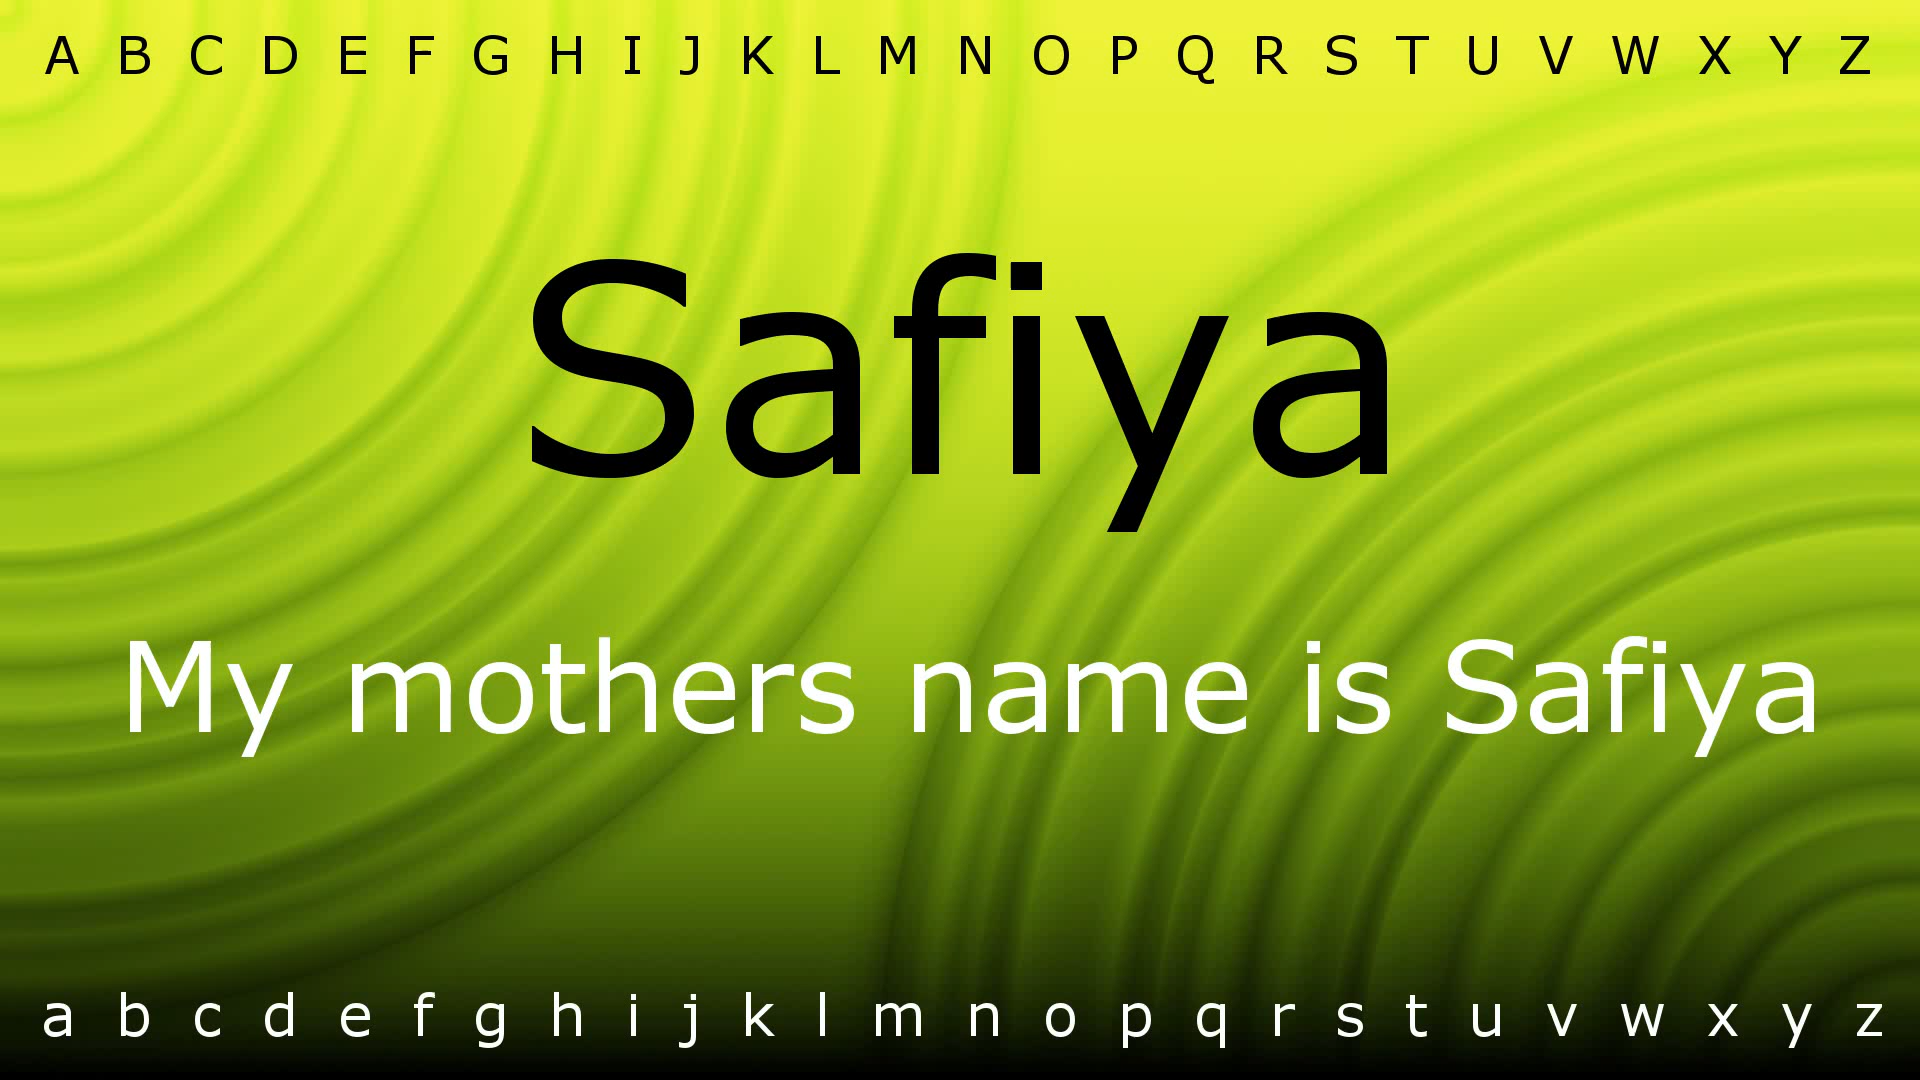 A B C D E F G H I J K L M N O P Q R S T U V W X Y Z
Safiya
My mothers name is Safiya
a b c d e f g h i j k l m n o p q r s t u v w x y z